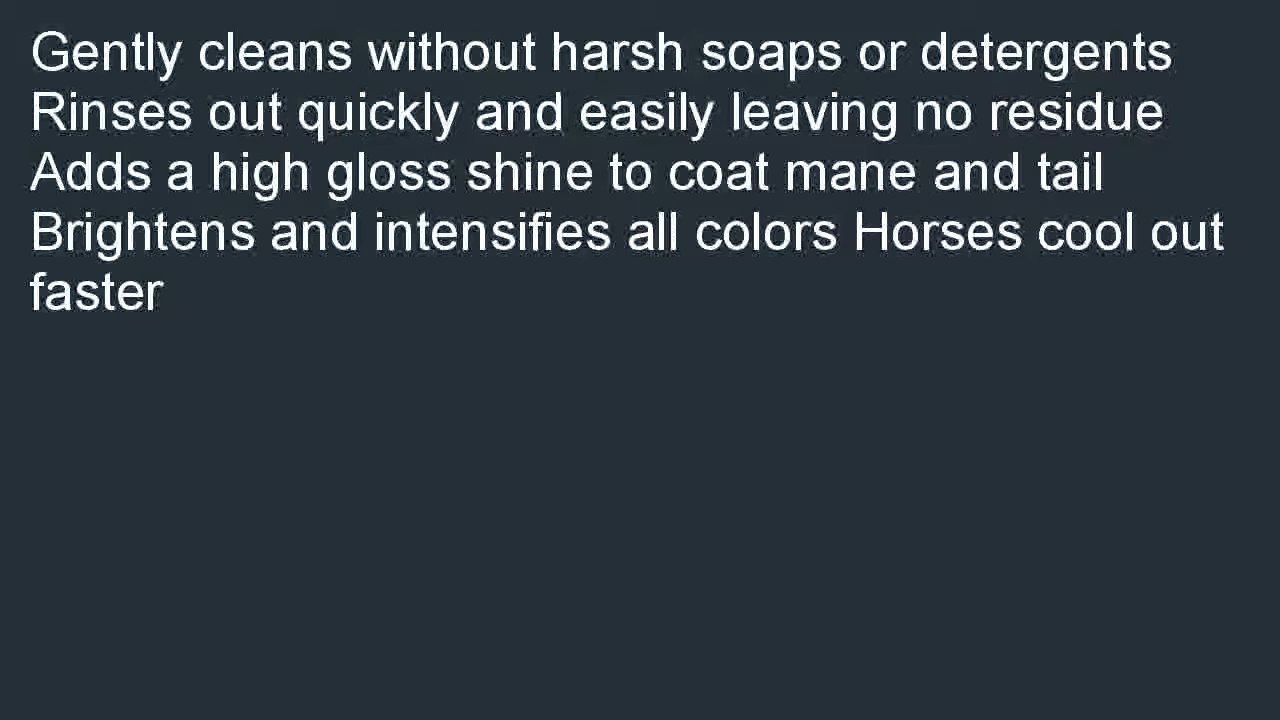 Gently cleans without harsh soaps or detergents
Rinses out quickly and easily leaving no residue
Adds a high gloss shine to coat mane and tail
Brightens and intensifies all colors Horses cool out
faster